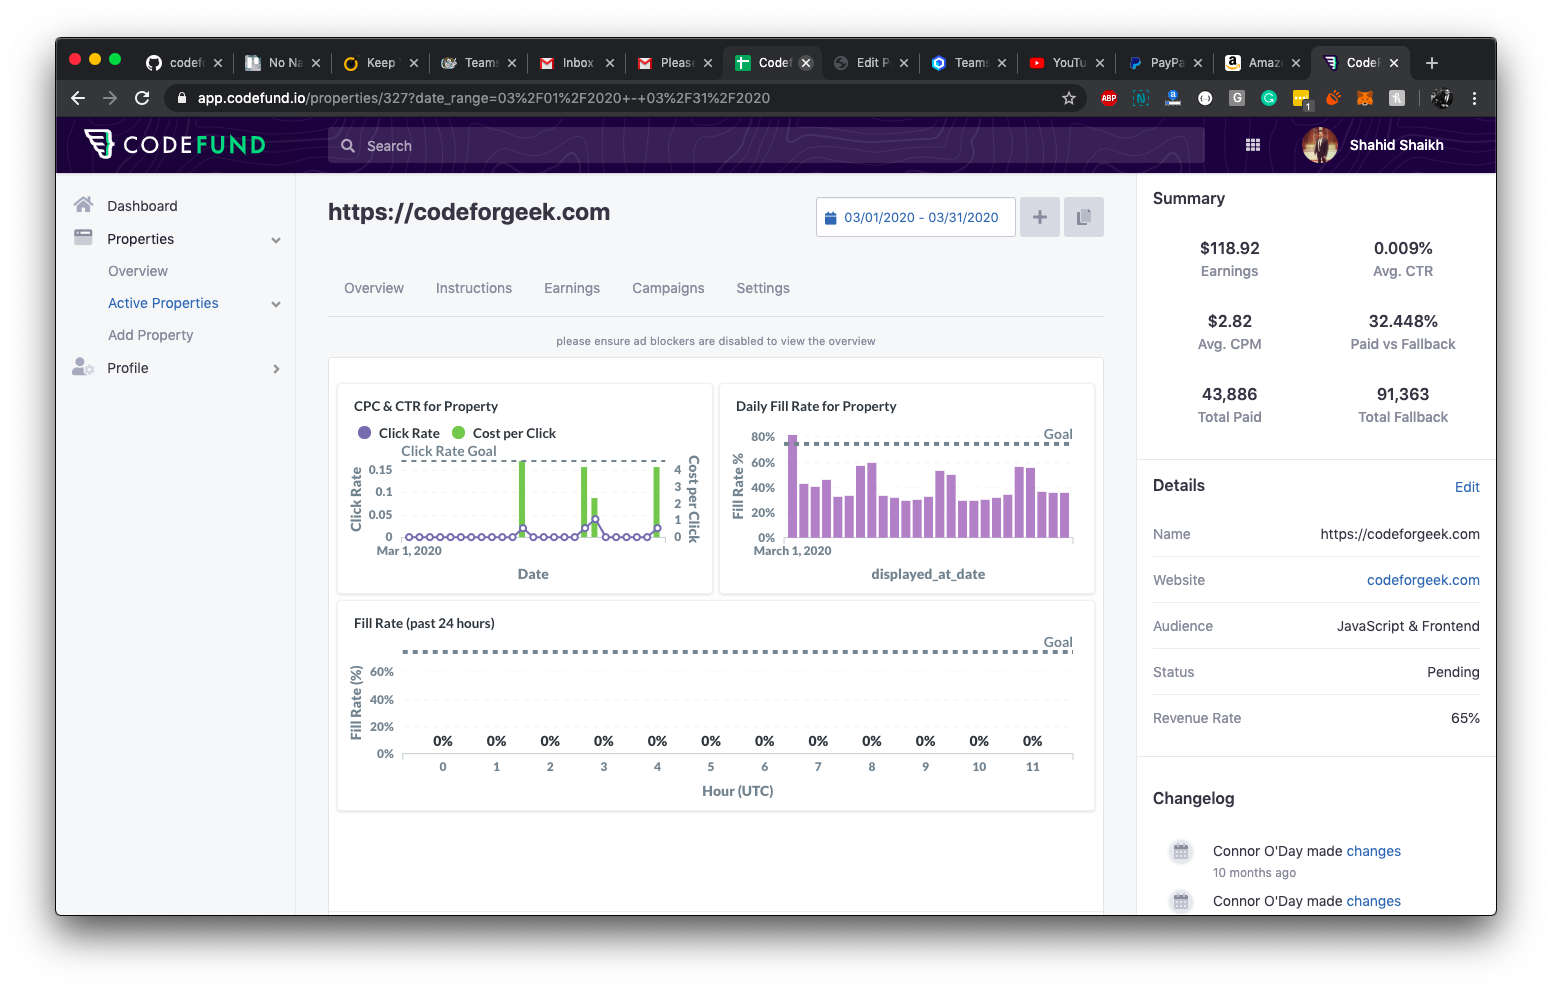 codef
No Na
Keep
Teams
Inbox
Please
Codef
Edit P
Teams
YouTu
PayPa
Amaz
CodeF
app.codefund.io/properties/327?date_range=03%2F01%2F2020+-+03%2F31%2F2020
ABP
1
CODEFUND
Search
Shahid Shaikh
Dashboard
Properties
Overview
Active Properties
Add Property
Profile
https://codeforgeek.com
03/01/2020 - 03/31/2020
Overview Instructions Earnings Campaigns Settings
please ensure ad blockers are disabled to view the overview
CPC & CTR for Property
Click Rate Cost per Click
Click Rate Goal
Click Rate
0.15
0.1
0.05
0
4
3
2
1
0
Cost per Click
Mar 1, 2020
Date
Daily Fill Rate for Property
Goal
Fill Rate %
80%
60%
40%
20%
0%
March 1, 2020
displayed_at_date
Fill Rate (past 24 hours)
Goal
Fill Rate (%)
60%
40%
20%
0%
0% 0% 0% 0% 0% 0% 0% 0% 0% 0% 0% 0%
0 1 2 3 4 5 6 7 8 9 10 11
Hour (UTC)
Summary
$118.92 0.009%
Earnings Avg. CTR
$2.82 32.448%
Avg. CPM Paid vs Fallback
43,886 91,363
Total Paid Total Fallback
Details Edit
Name https://codeforgeek.com
Website codeforgeek.com
Audience JavaScript & Frontend
Status Pending
Revenue Rate 65%
Changelog
Connor O'Day made changes
10 months ago
Connor O'Day made changes